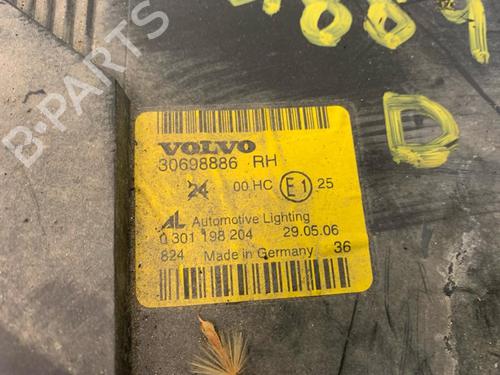 B-PARTS
D
VOLVO
30698886 RH
24 00 HC E1 25
AL Automotive Lighting
0 301 198 204 29.05.06
824 Made in Germany 36